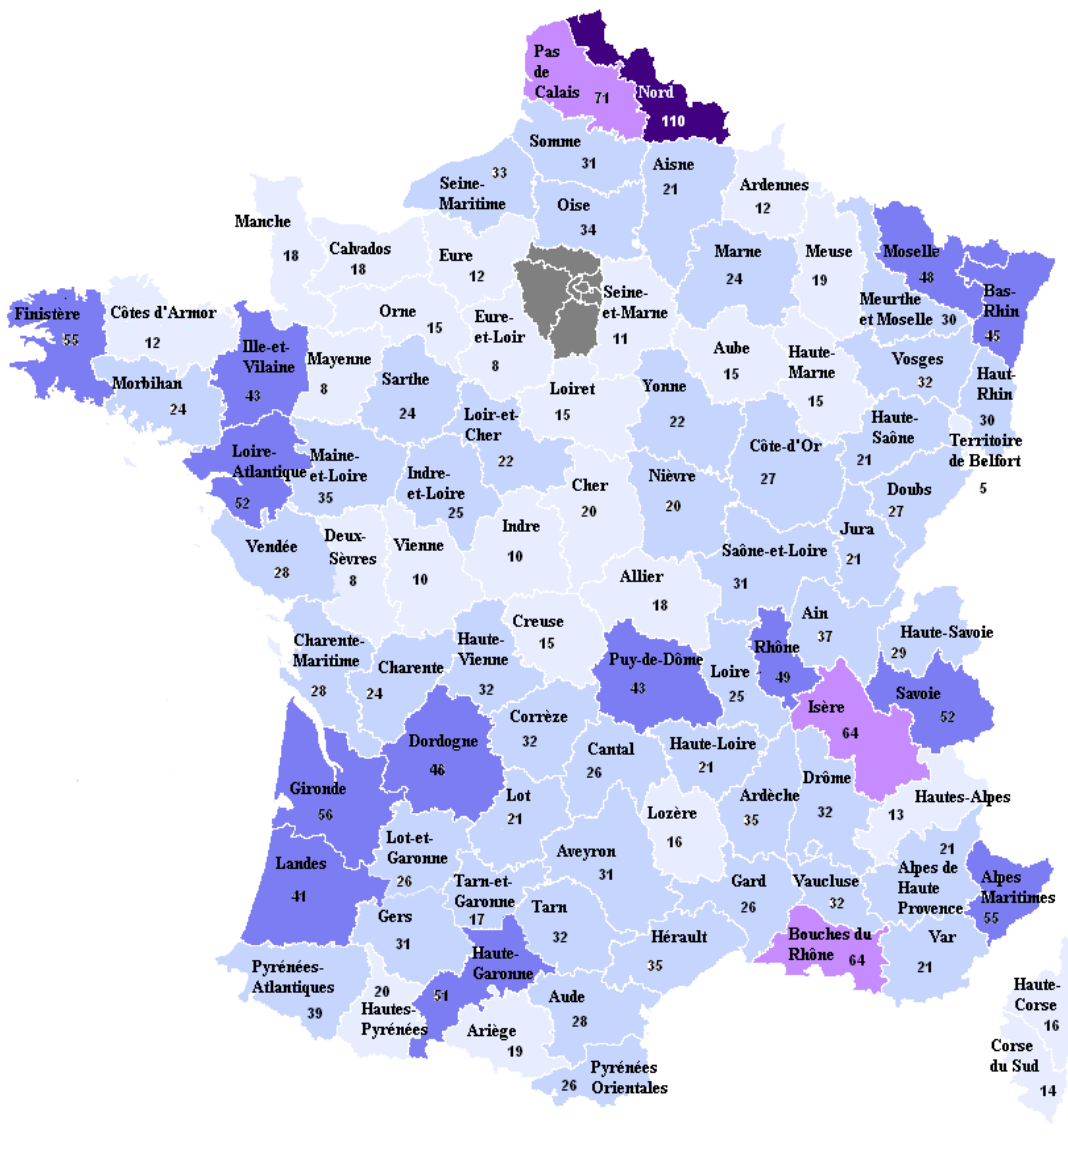 Pas
de
Calais 71
Nord
110
Somme
31
Aisne
21
33
Seine-
Maritime
Oise
34
Ardennes
12
Manche
18
Calvados
18
Eure
12
Marne
24
Meuse
19
Moselle
48
Bas-
Rhin
45
Meurthe
et Moselle 30
Seine-
et-Marne
11
Finistère
55
Côtes d'Armor
12
Orne
15
Eure-
et-Loir
8
Ille-et-
Vilaine
43
Mayenne
8
Morbihan
24
Sarthe
24
Loiret
15
Yonne
22
Aube
15
Haute-
Marne
15
Vosges
32
Haut-
Rhin
30
Loir-et-
Cher
22
Haute-
Saône
21
Territoire
de Belfort
5
Côte-d'Or
27
Loire-
Atlantique
52
Maine-
et-Loire
35
Indre-
et-Loire
25
Cher
20
Nièvre
20
Doubs
27
Jura
21
Vendée
28
Deux-
Sèvres
8
Vienne
10
Indre
10
Saône-et-Loire
31
Allier
18
Ain
37
Haute-Savoie
29
Creuse
15
Charente-
Maritime
28
Charente
24
Haute-
Vienne
32
Puy-de-Dôme
43
Loire
25
Rhône
49
Savoie
52
Isère
64
Corrèze
32
Dordogne
46
Cantal
26
Haute-Loire
21
Gironde
56
Lot
21
Lozère
16
Ardèche
35
Drôme
32
Hautes-Alpes
13
Landes
41
Lot-et-
Garonne
26
Aveyron
31
Tarn-et-
Garonne
17
Tarn
32
Gard
26
Vaucluse
32
21
Alpes de
Haute
Provence
Alpes
Maritimes
55
Gers
31
Haute-
Garonne
51
Hérault
35
Bouches du
Rhône 64
Var
21
Pyrénées-
Atlantiques
39
20
Hautes-
Pyrénées
Ariège
19
Aude
28
Pyrénées
Orientales
26
Haute-
Corse
16
Corse
du Sud
14